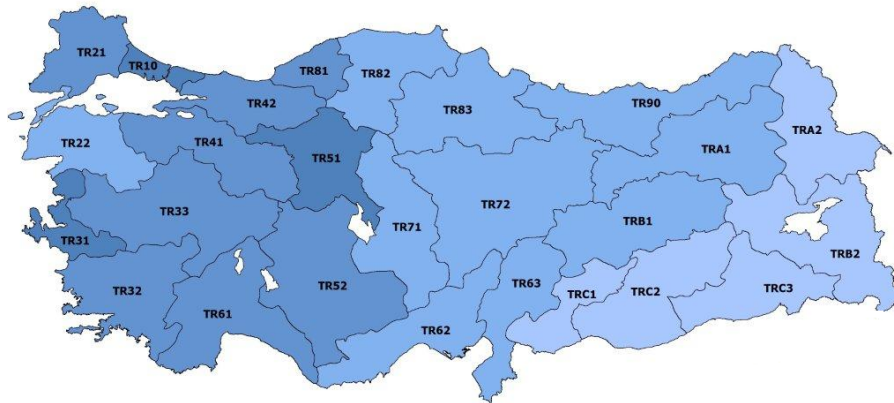 TR21
TR10
TR81
TR82
TR42
TR83
TR90
TRA2
TR22
TR41
TRA1
TR51
TR33
TR72
TR71
TRB1
TR31
TRB2
TR32
TR52
TR63
TRC1
TRC2
TRC3
TR61
TR62